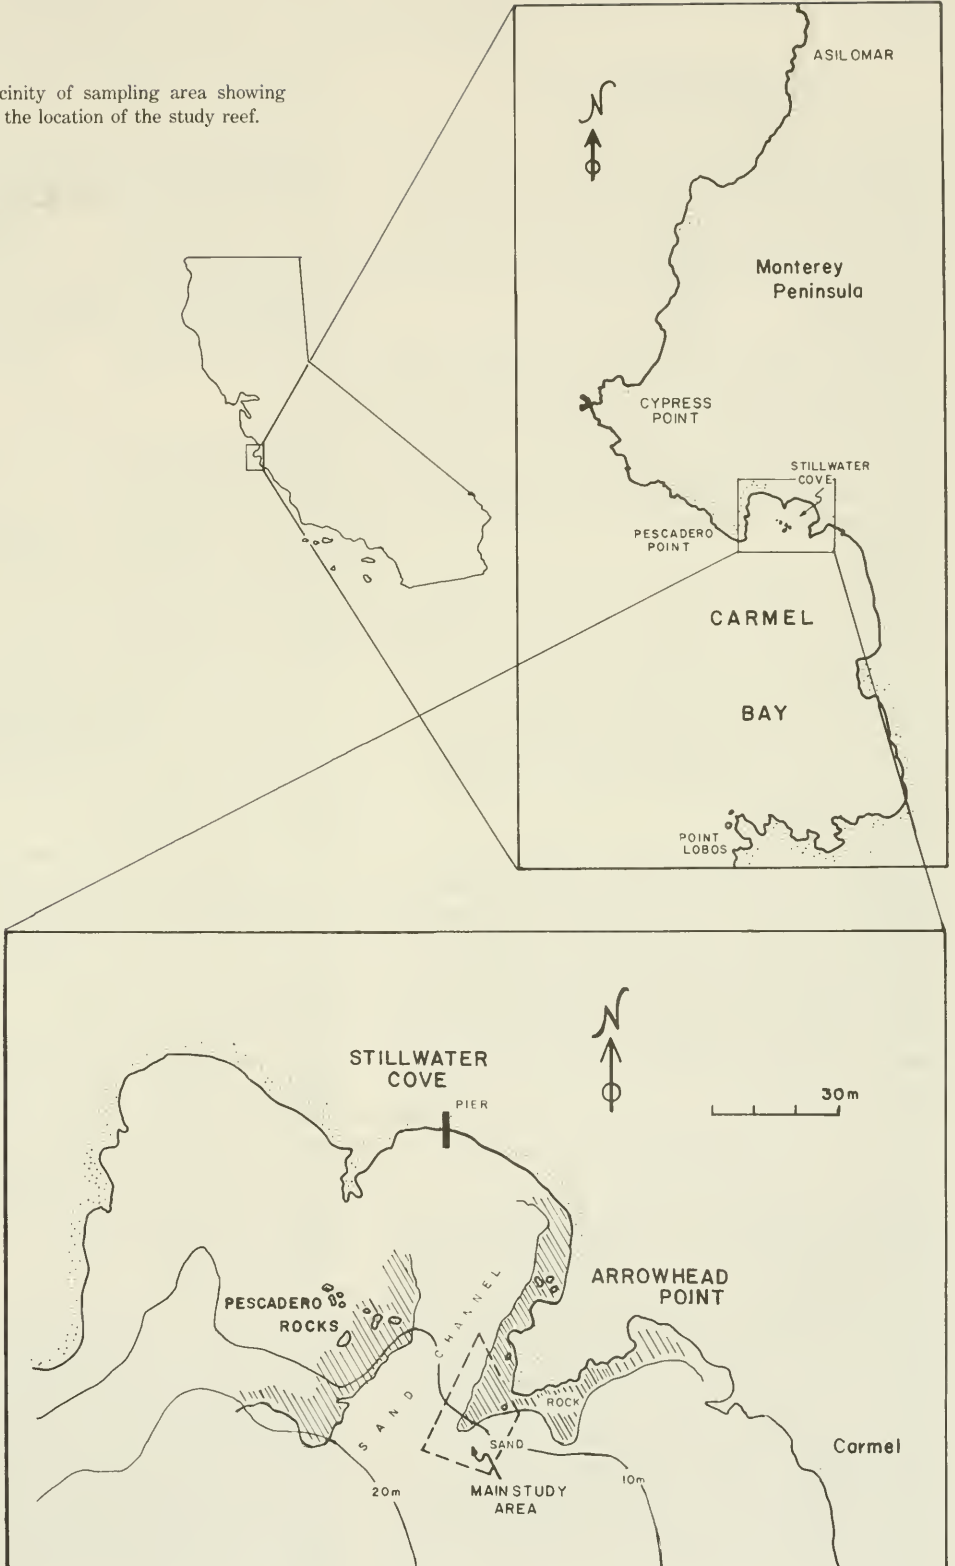 cinity of sampling area showing
the location of the study reef.
N
ASILOMAR
Monterey
Peninsula
CYPRESS
POINT
STILLWATER
COVE
PESCADERO
POINT
CARMEL
BAY
POINT
LOBOS
N
STILLWATER
COVE
PIER
30m
ARROWHEAD
POINT
PESCADERO
ROCKS
SAND CHANNEL
ROCK
SAND
Carmel
10m
20m
MAIN STUDY
AREA